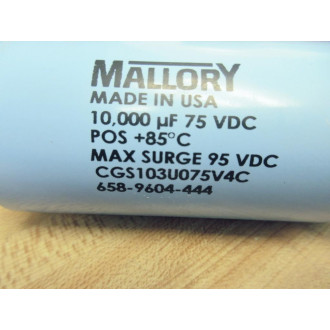 MALLORY
MADE IN USA
10,000 µF 75 VDC
POS +85°C
MAX SURGE 95 VDC
CGS103U075V4C
658-9604-444